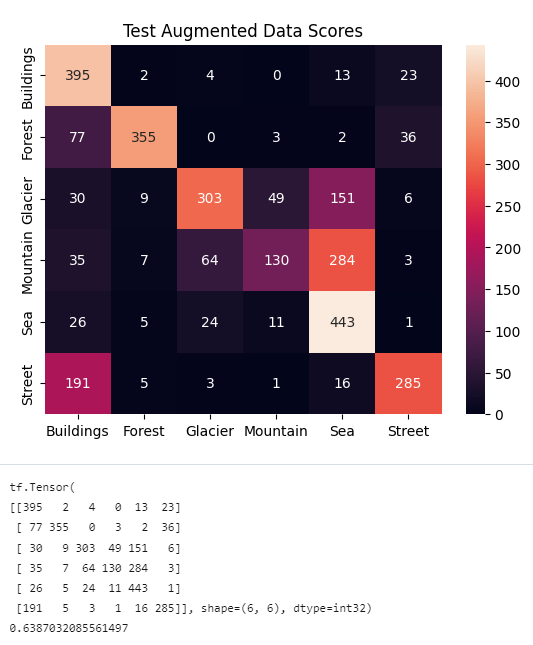 Test Augmented Data Scores
Buildings 395 2 4 0 13 23
Forest 77 355 0 3 2 36
Glacier 30 9 303 49 151 6
Mountain 35 7 64 130 284 3
Sea 26 5 24 11 443 1
Street 191 5 3 1 16 285
Buildings Forest Glacier Mountain Sea Street
400
350
300
250
200
150
100
50
0
tf.Tensor(
[[395 2 4 0 13 23]
[ 77 355 0 3 2 36]
[ 30 9 303 49 151 6]
[ 35 7 64 130 284 3]
[ 26 5 24 11 443 1]
[191 5 3 1 16 285]], shape=(6, 6), dtype=int32)
0.6387032085561497